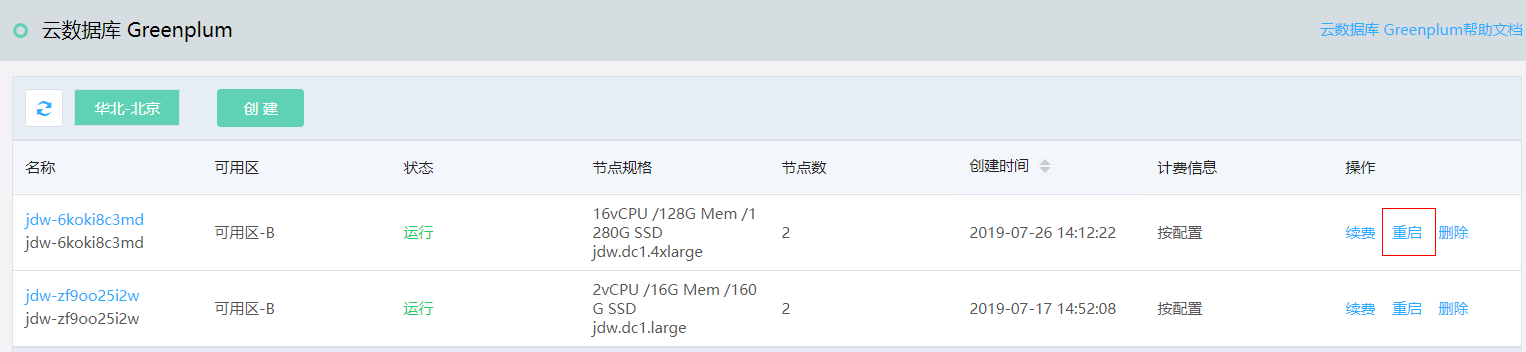 云数据库 Greenplum
云数据库 Greenplum帮助文档
华北-北京
创 建
名称 可用区 状态 节点规格 节点数 创建时间 计费信息 操作
jdw-6koki8c3md
jdw-6koki8c3md
可用区-B
运行
16vCPU /128G Mem /1
280G SSD
jdw.dc1.4xlarge
2
2019-07-26 14:12:22
按配置
续费 重启 删除
jdw-zf9oo25i2w
jdw-zf9oo25i2w
可用区-B
运行
2vCPU /16G Mem /160
G SSD
jdw.dc1.large
2
2019-07-17 14:52:08
按配置
续费 重启 删除